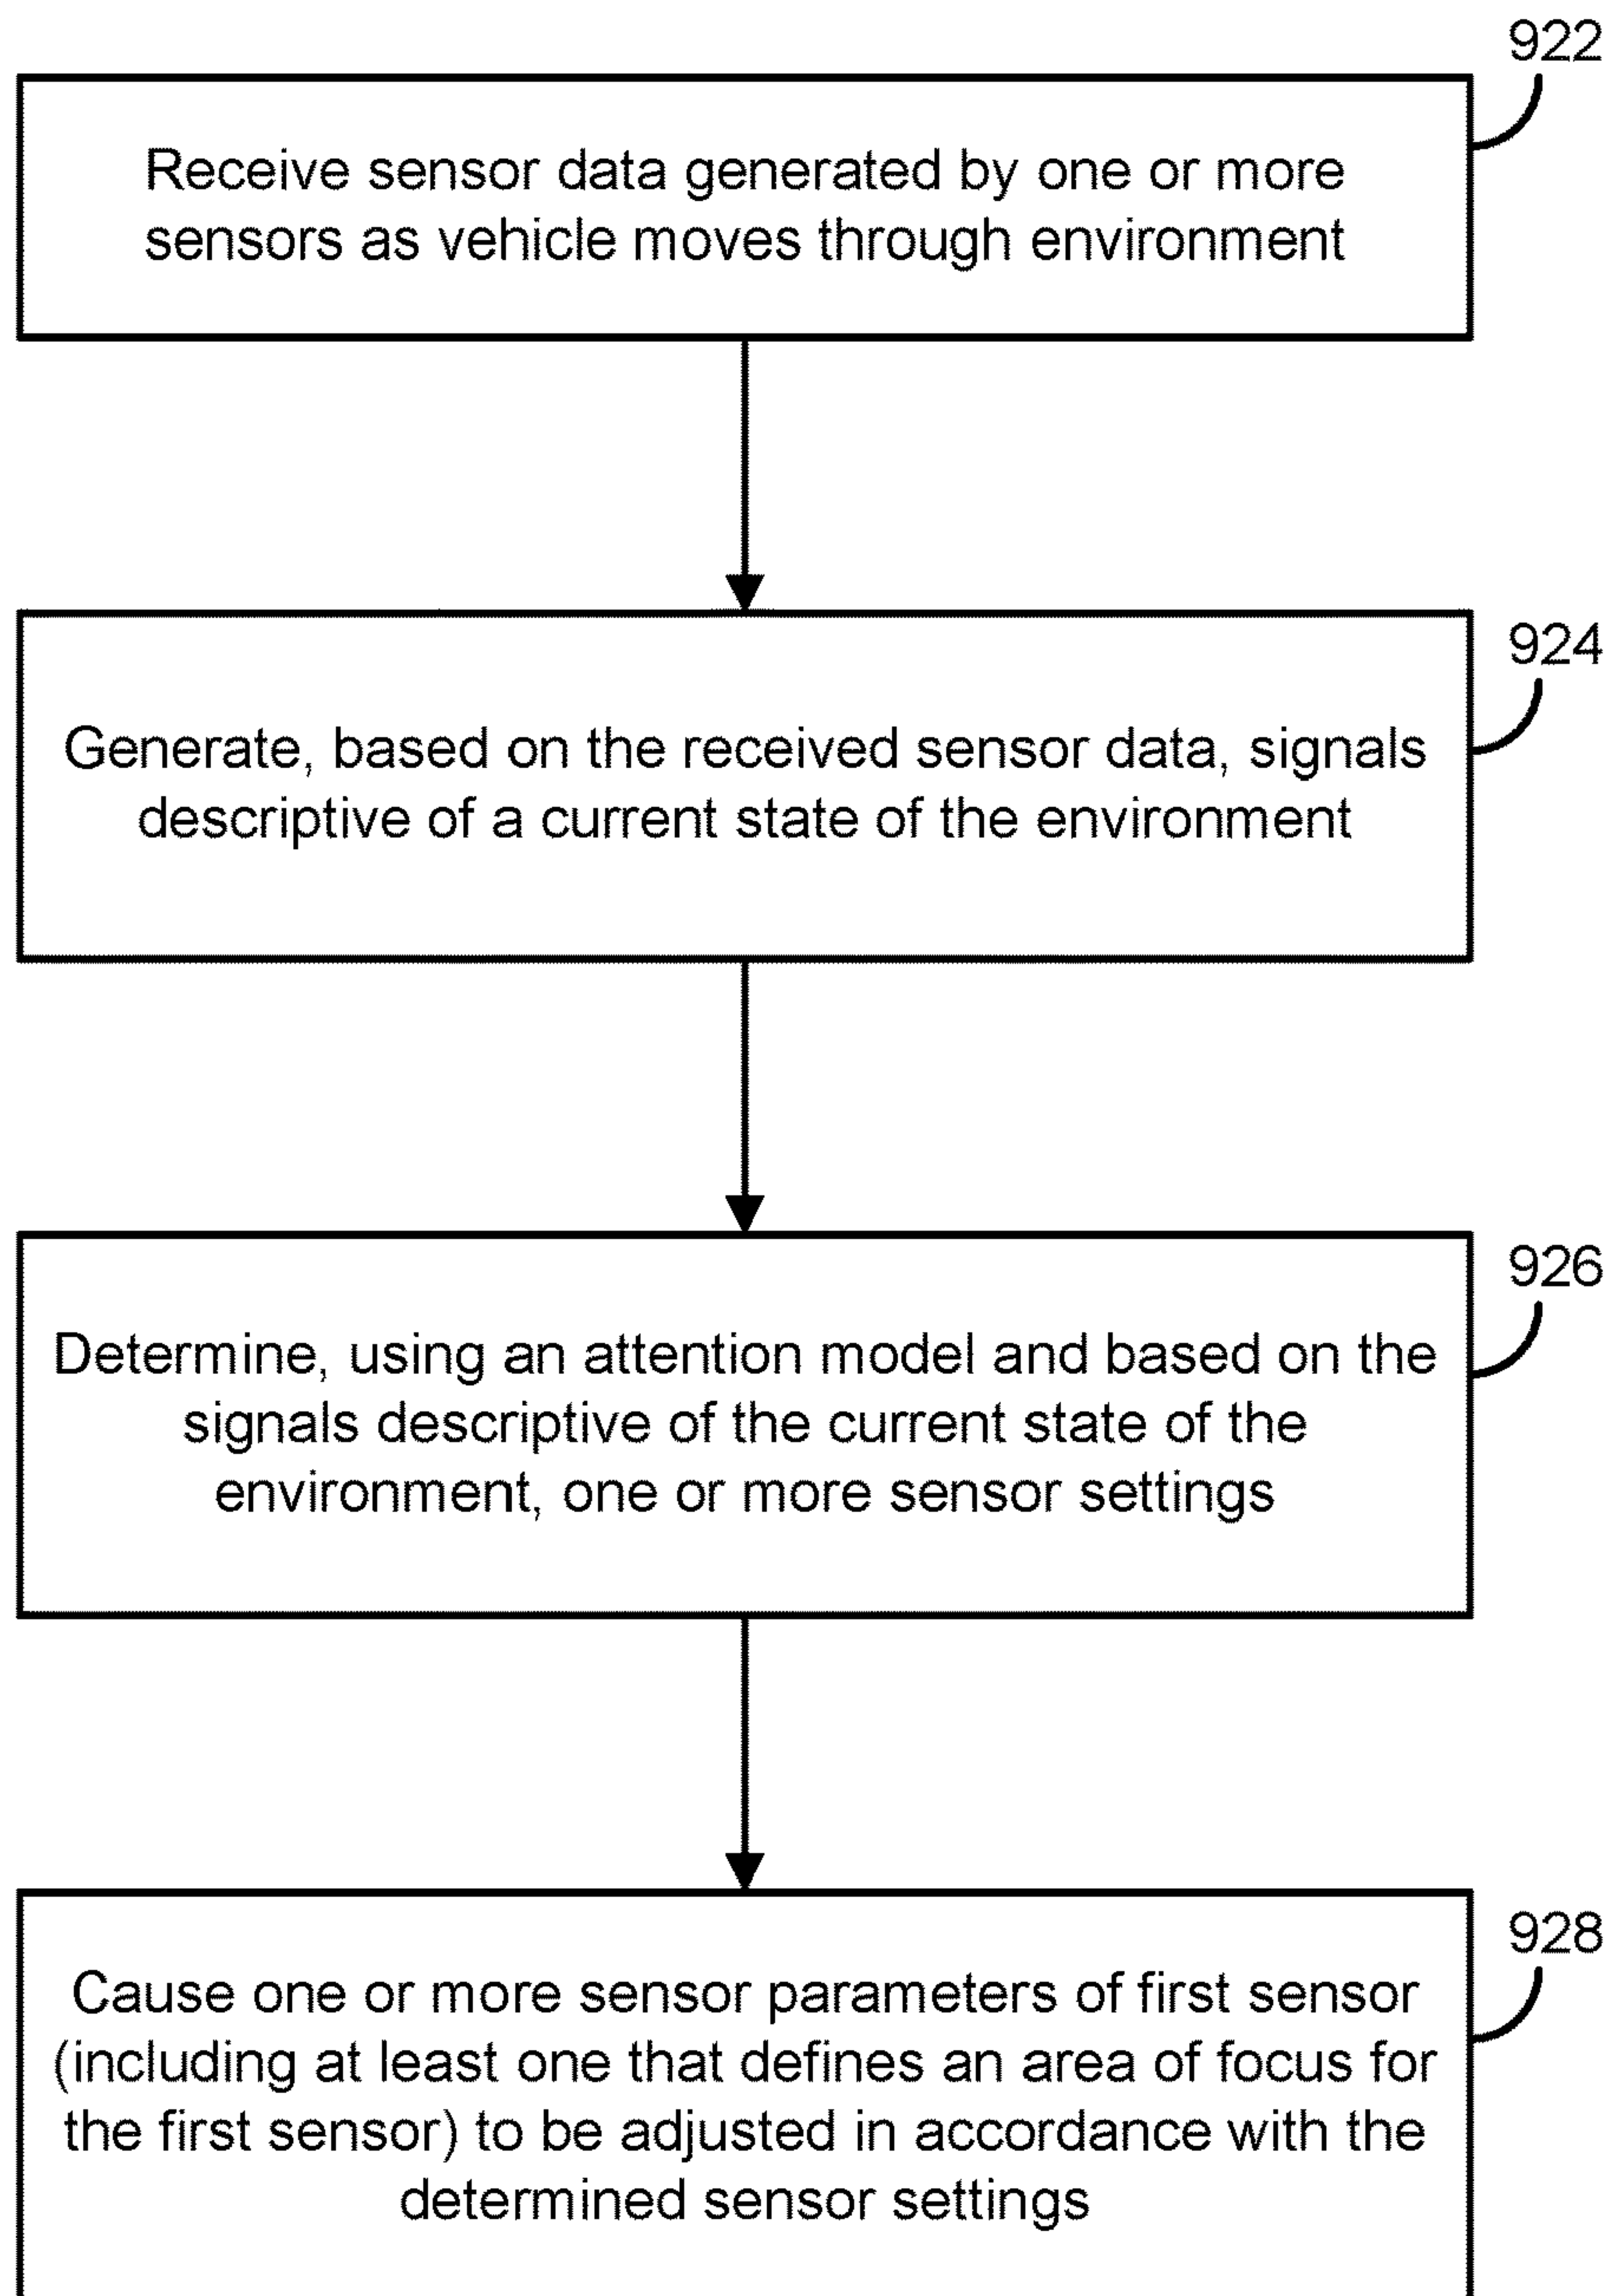 922
Receive sensor data generated by one or more
sensors as vehicle moves through environment
924
Generate, based on the received sensor data, signals
descriptive of a current state of the environment
926
Determine, using an attention model and based on the
signals descriptive of the current state of the
environment, one or more sensor settings
928
Cause one or more sensor parameters of first sensor
(including at least one that defines an area of focus for
the first sensor) to be adjusted in accordance with the
determined sensor settings